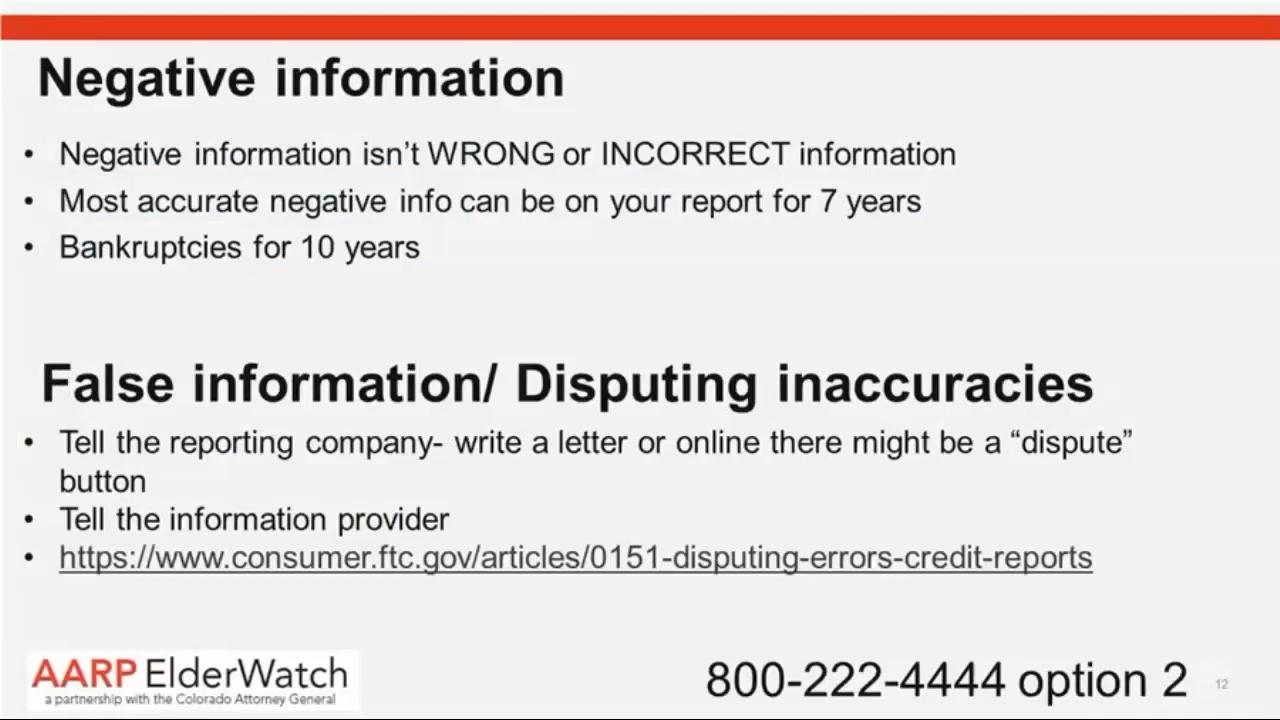 Negative information
• Negative information isn’t WRONG or INCORRECT information
• Most accurate negative info can be on your report for 7 years
• Bankruptcies for 10 years
False information/ Disputing inaccuracies
• Tell the reporting company- write a letter or online there might be a “dispute”
button
• Tell the information provider
• https://www.consumer.ftc.gov/articles/0151-disputing-errors-credit-reports
AARP ElderWatch
a partnership with the Colorado Attorney General
800-222-4444 option 2
12